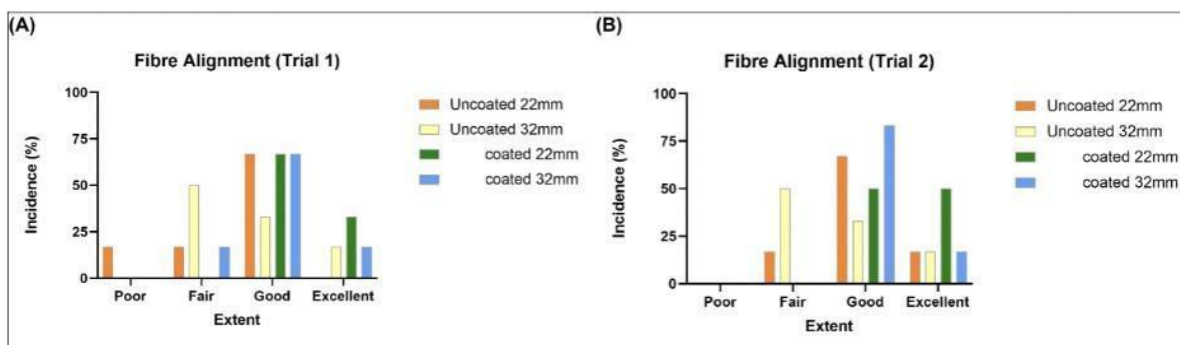 (A)
Fibre Alignment (Trial 1)
100
75
50
25
0
Incidence (%)
Poor Fair Good Excellent
Extent
Uncoated 22mm
Uncoated 32mm
coated 22mm
coated 32mm
(B)
Fibre Alignment (Trial 2)
100
75
50
25
0
Incidence (%)
Poor Fair Good Excellent
Extent
Uncoated 22mm
Uncoated 32mm
coated 22mm
coated 32mm